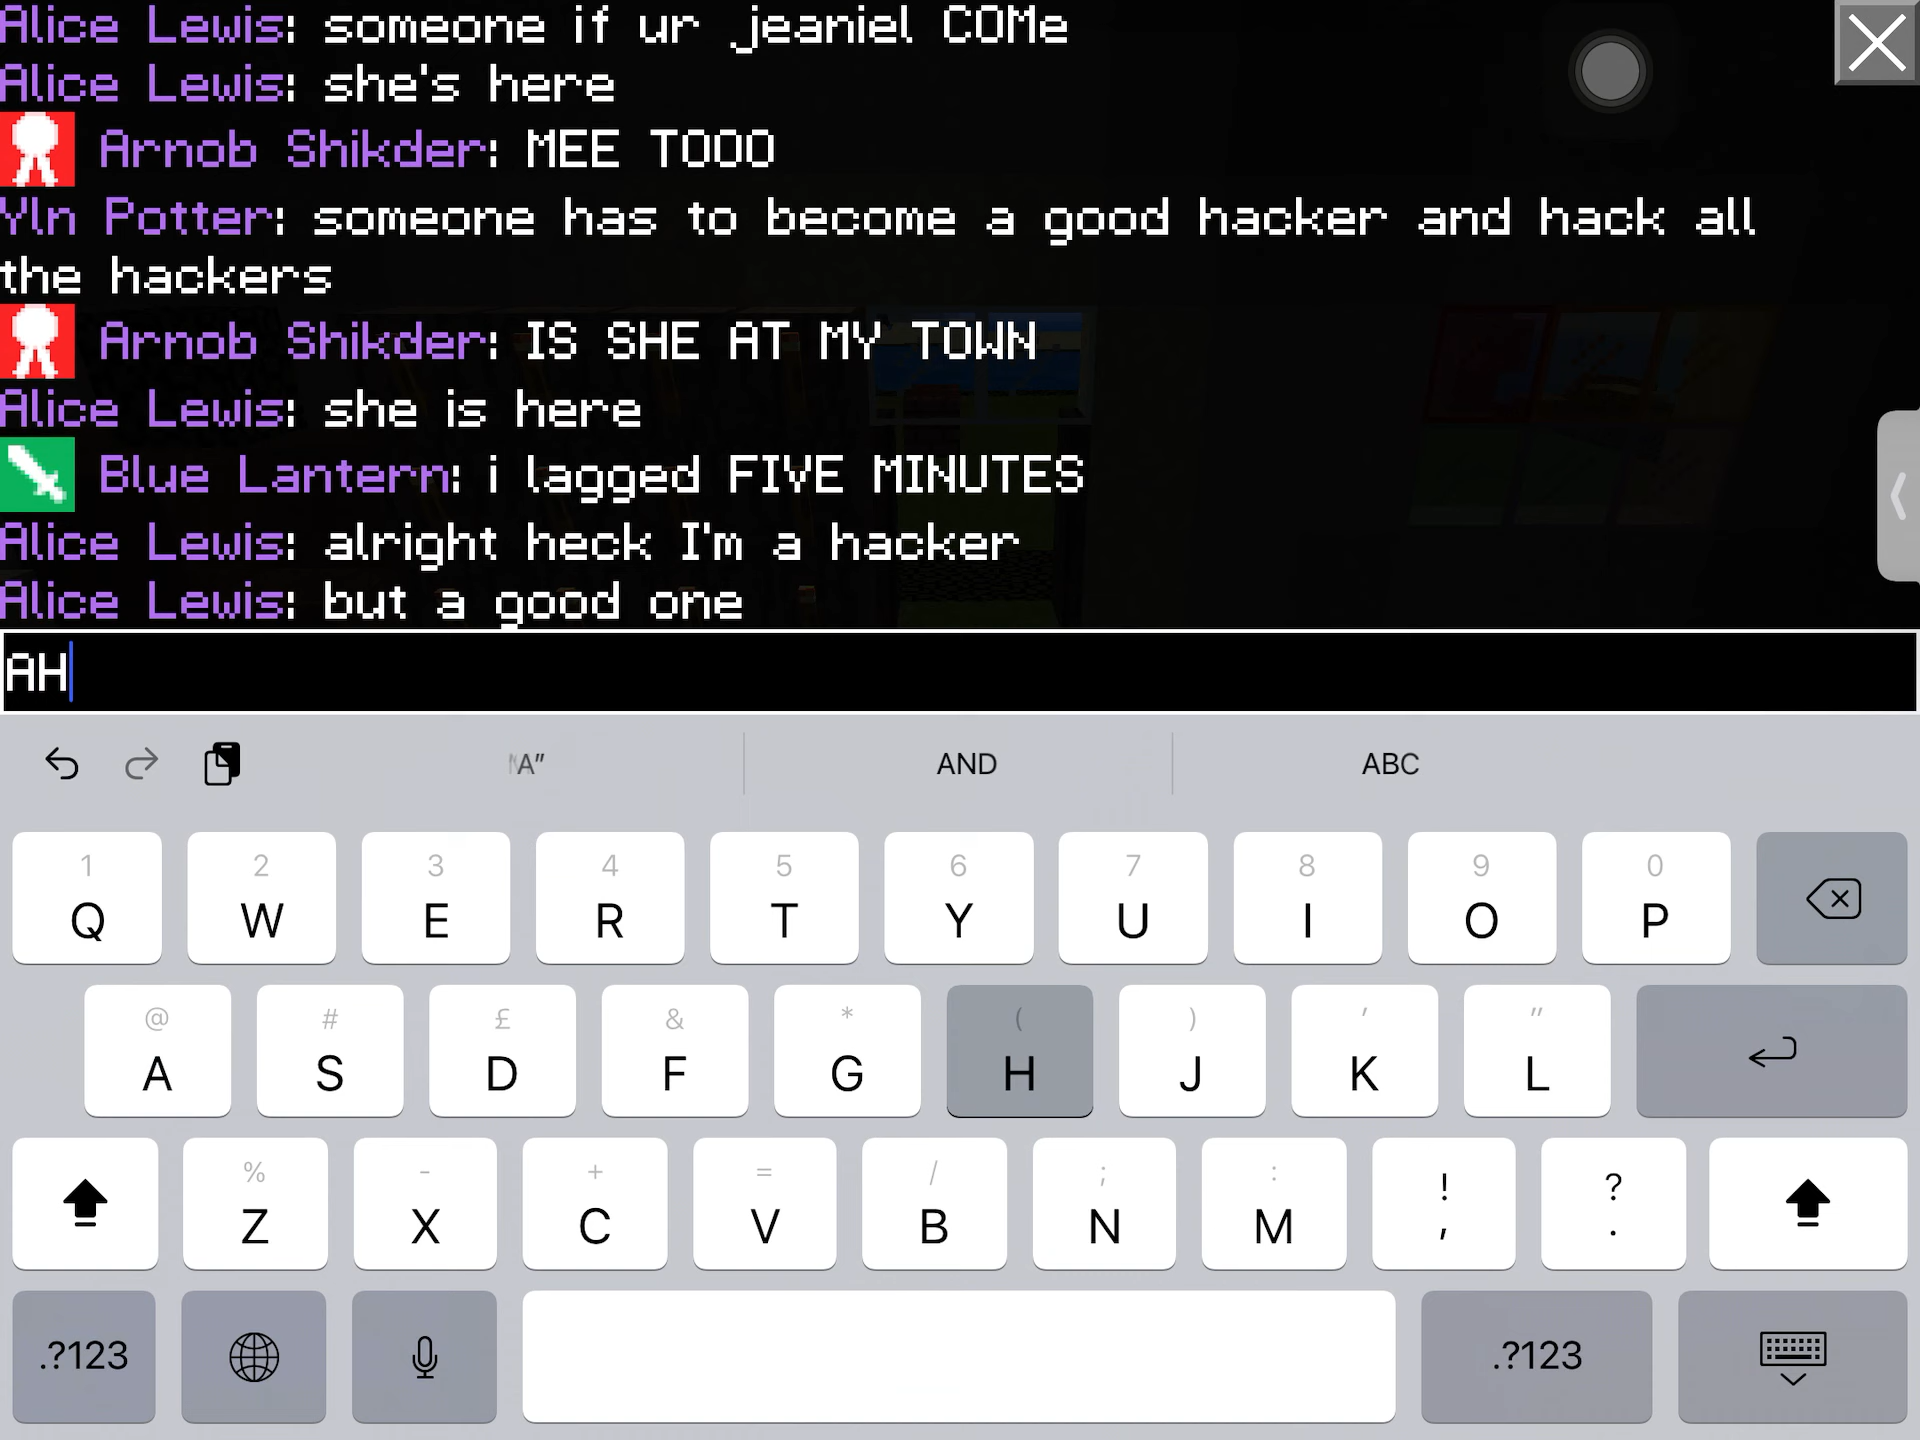 Alice Lewis: someone if ur jeaniel COMe
Alice Lewis: she's here
Arnob Shikder: MEE TOOO
Yln Potter: someone has to become a good hacker and hack all
the hackers
Arnob Shikder: IS SHE AT MY TOWN
Alice Lewis: she is here
Blue Lantern: i lagged FIVE MINUTES
Alice Lewis: alright heck I'm a hacker
Alice Lewis: but a good one
AH
AND ABC
1 2 3 4 5 6 7 8 9 0
Q W E R T Y U I O P
@ # £ & * ( ) ' "
A S D F G H J K L
% - + = / ; : ! ?
Z X C V B N M , .
.?123 .?123